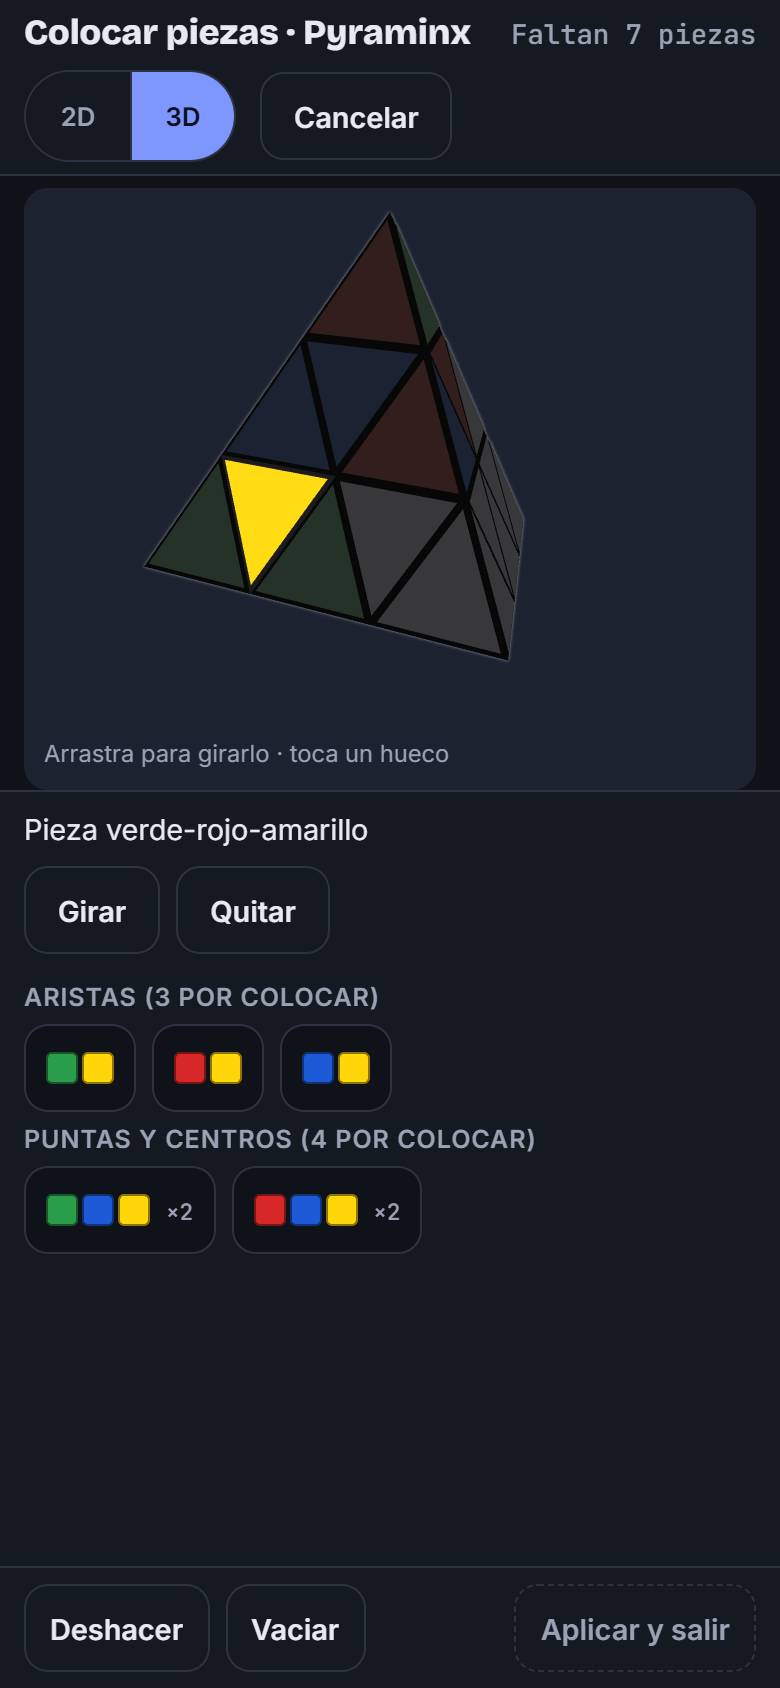 Colocar piezas · Pyraminx
Faltan 7 piezas
2D
3D
Cancelar
Arrastra para girarlo · toca un hueco
Pieza verde-rojo-amarillo
Girar
Quitar
ARISTAS (3 POR COLOCAR)
PUNTAS Y CENTROS (4 POR COLOCAR)
×2
×2
Deshacer
Vaciar
Aplicar y salir